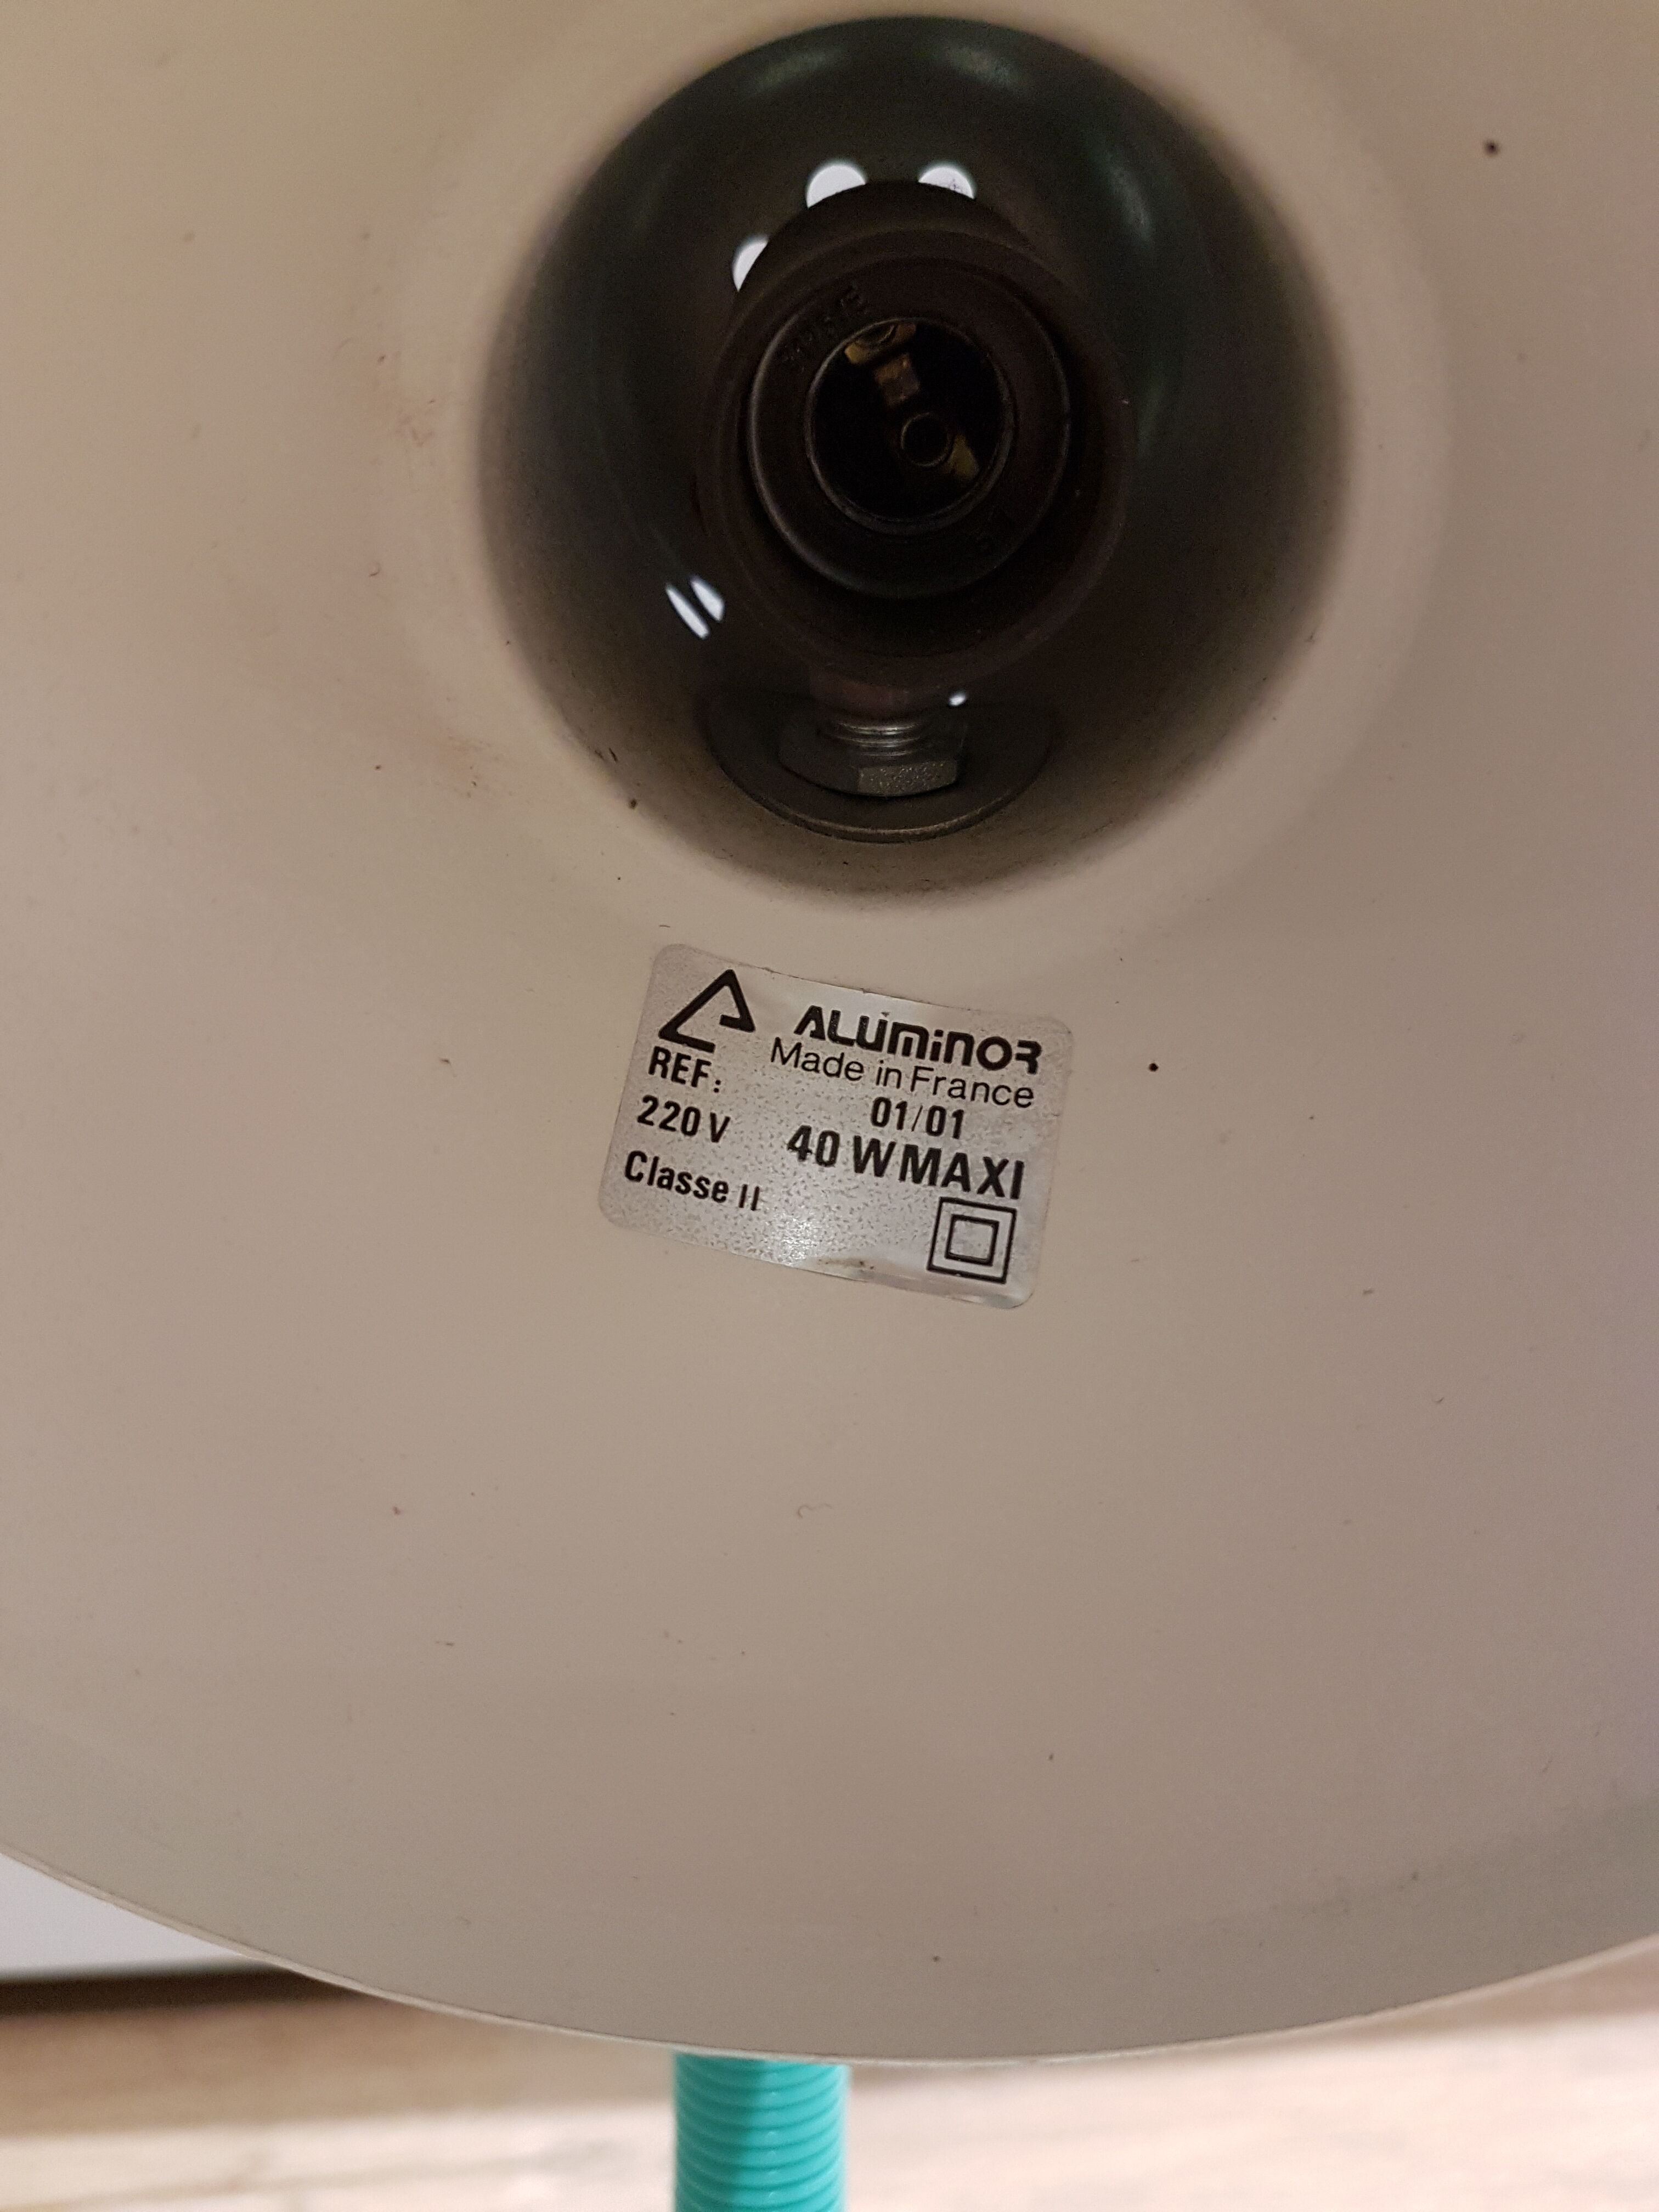 ALUMINOR
Made in France
REF: 01/01
220 V 40 W MAXI
Classe II